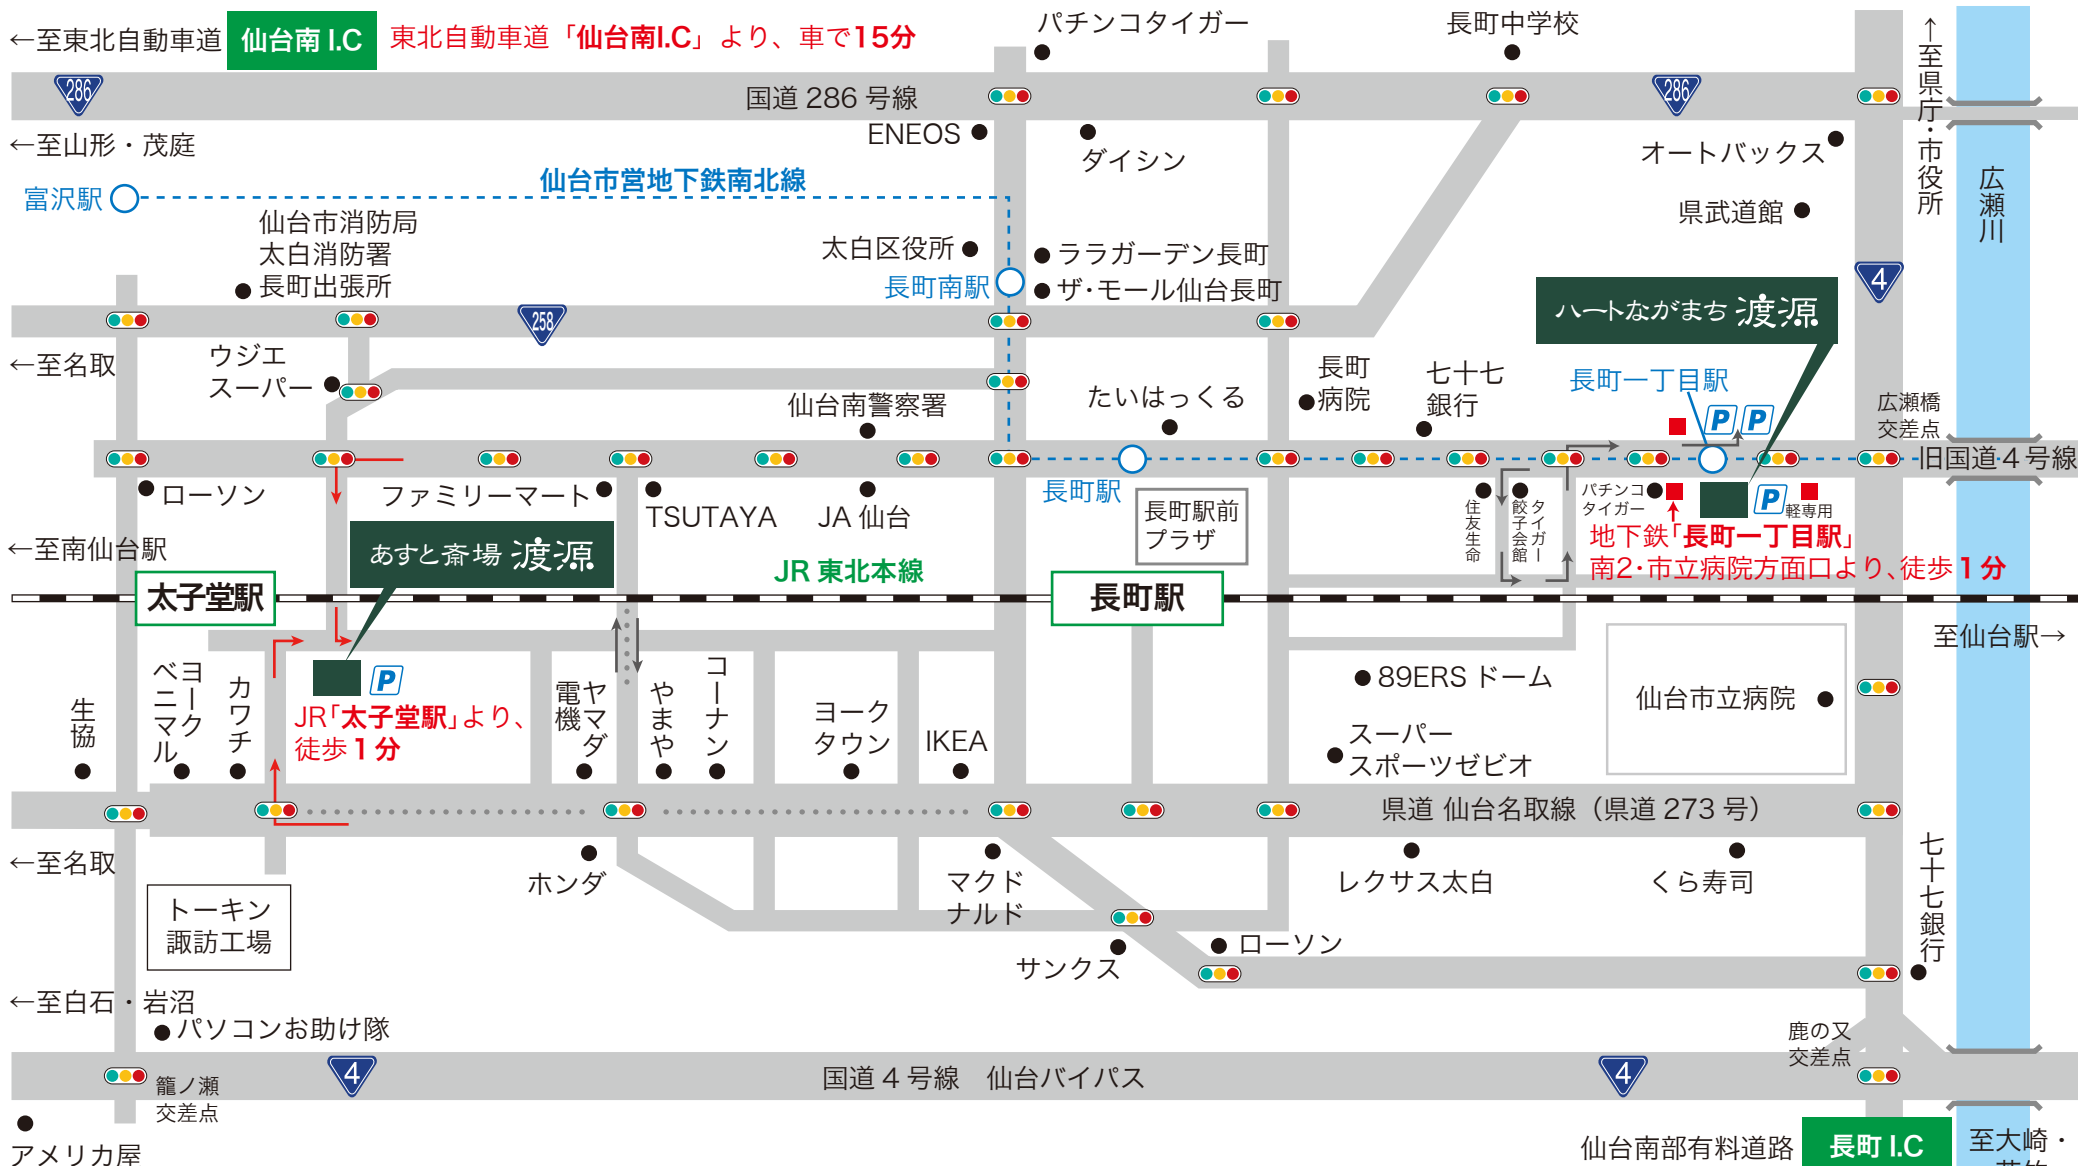 ←至東北自動車道
仙台南 I.C
東北自動車道「仙台南I.C」より、車で15分
パチンコタイガー
長町中学校
↑至県庁・市役所
286
国道 286 号線
286
←至山形・茂庭
ENEOS
ダイシン
オートバックス
広瀬川
富沢駅
仙台市営地下鉄南北線
県武道館
仙台市消防局
太白消防署
長町出張所
太白区役所
ララガーデン長町
長町南駅
ザ・モール仙台長町
4
ハートながまち 渡源
258
←至名取
ウジエ
スーパー
長町
病院
七十七
銀行
長町一丁目駅
たいはっくる
仙台南警察署
P
P
広瀬橋
交差点
旧国道４号線
ローソン
ファミリーマート
TSUTAYA
JA 仙台
長町駅
長町駅前
プラザ
住友生命
タイガー
餃子会館
パチンコ
タイガー
P
軽専用
地下鉄「長町一丁目駅」
南2・市立病院方面口より、徒歩 1 分
←至南仙台駅
あすと斎場 渡源
JR 東北本線
太子堂駅
長町駅
至仙台駅→
P
JR「太子堂駅」より、
徒歩 1 分
生協
ヨーク
ベニマル
カワチ
ヤマダ
電機
やまや
コーナン
ヨーク
タウン
IKEA
89ERS ドーム
スーパー
スポーツゼビオ
仙台市立病院
県道 仙台名取線（県道 273 号）
←至名取
ホンダ
マクド
ナルド
レクサス太白
くら寿司
七十七銀行
トーキン
諏訪工場
サンクス
ローソン
←至白石・岩沼
パソコンお助け隊
鹿の又
交差点
籠ノ瀬
交差点
4
国道 4 号線　仙台バイパス
4
アメリカ屋
仙台南部有料道路
長町 I.C
至大崎・